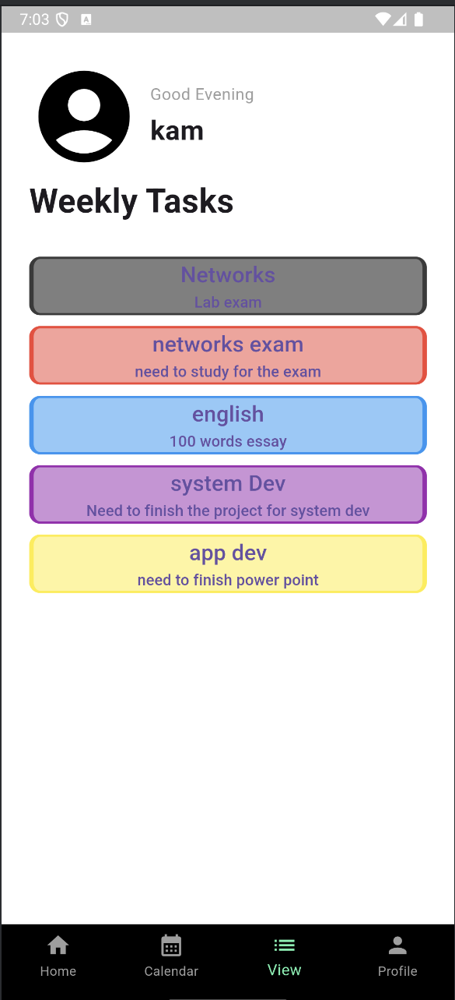 7:03
Good Evening
kam
Weekly Tasks
Networks
Lab exam
networks exam
need to study for the exam
english
100 words essay
system Dev
Need to finish the project for system dev
app dev
need to finish power point
Home
Calendar
View
Profile